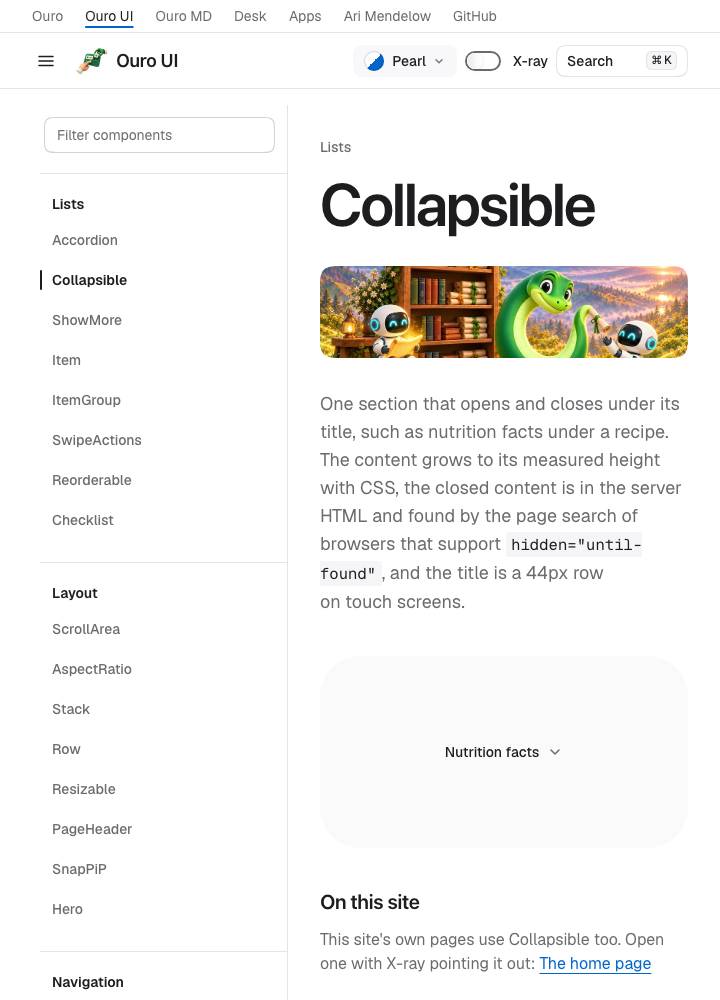 Ouro
Ouro UI
Ouro MD
Desk
Apps
Ari Mendelow
GitHub
Ouro UI
Pearl
X-ray
Search
⌘ K
Filter components
Lists
Accordion
Collapsible
ShowMore
Item
ItemGroup
SwipeActions
Reorderable
Checklist
Layout
ScrollArea
AspectRatio
Stack
Row
Resizable
PageHeader
SnapPiP
Hero
Navigation
Lists
Collapsible
One section that opens and closes under its
title, such as nutrition facts under a recipe.
The content grows to its measured height
with CSS, the closed content is in the server
HTML and found by the page search of
browsers that support hidden="until-
found", and the title is a 44px row
on touch screens.
Nutrition facts
On this site
This site's own pages use Collapsible too. Open
one with X-ray pointing it out: The home page